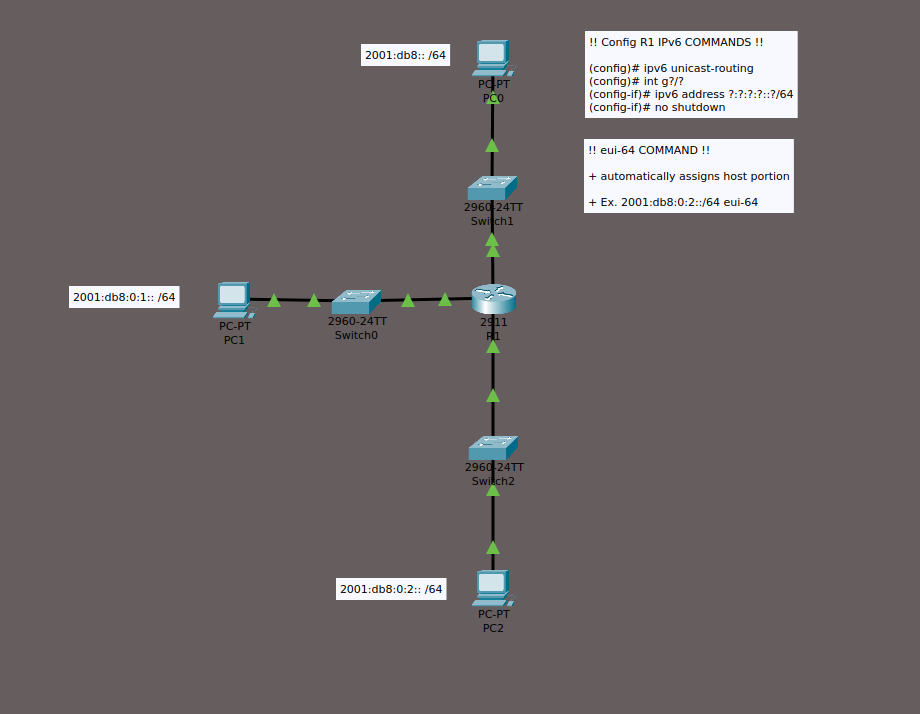 2001:db8:: /64
PC-PT
PC0
!! Config R1 IPv6 COMMANDS !!
(config)# ipv6 unicast-routing
(config)# int g?/?
(config-if)# ipv6 address ?:?:?:?::?/64
(config-if)# no shutdown
!! eui-64 COMMAND !!
+ automatically assigns host portion
+ Ex. 2001:db8:0:2::/64 eui-64
2960-24TT
Switch1
2001:db8:0:1:: /64
PC-PT
PC1
2960-24TT
Switch0
2911
R1
2960-24TT
Switch2
2001:db8:0:2:: /64
PC-PT
PC2